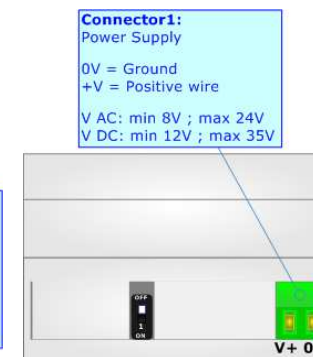 Connector1:
Power Supply
0V = Ground
+V = Positive wire
V AC: min 8V ; max 24V
V DC: min 12V ; max 35V
OFF
1
ON
V+ 0